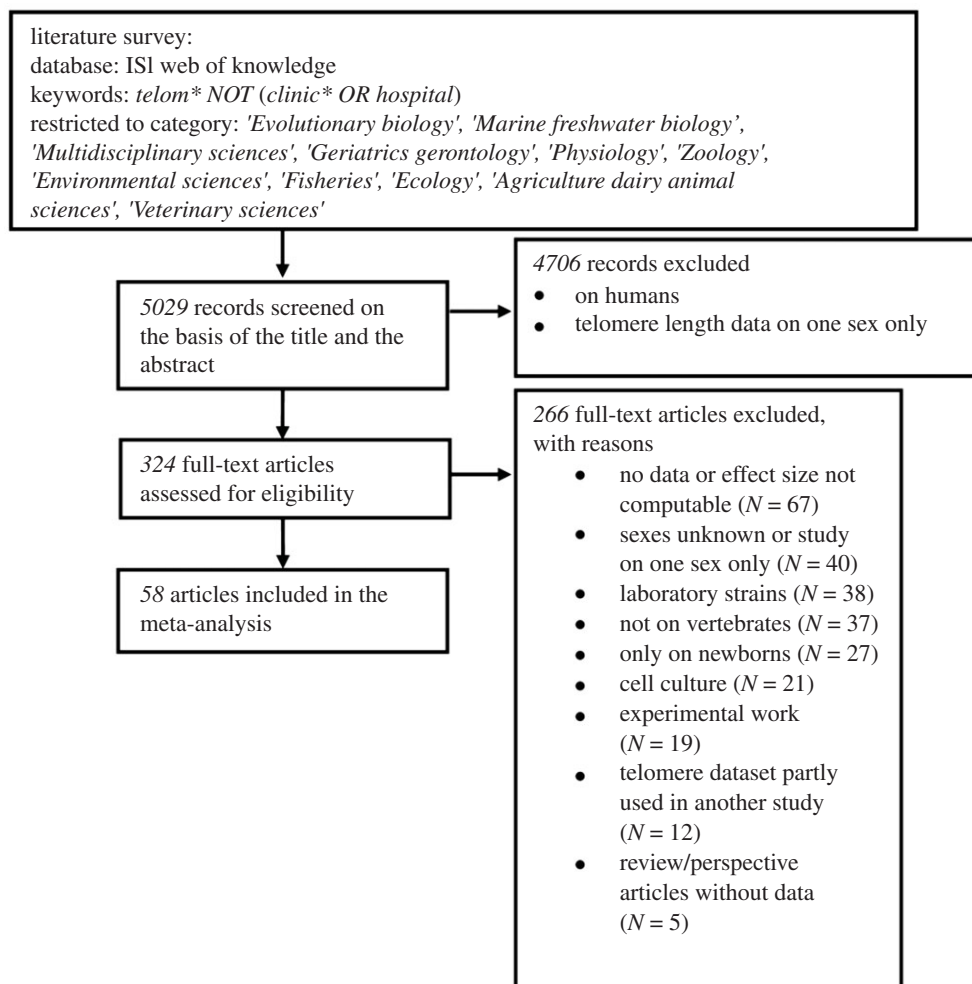 literature survey:
database: ISl web of knowledge
keywords: telom* NOT (clinic* OR hospital)
restricted to category: 'Evolutionary biology', 'Marine freshwater biology',
'Multidisciplinary sciences', 'Geriatrics gerontology', 'Physiology', 'Zoology',
'Environmental sciences', 'Fisheries', 'Ecology', 'Agriculture dairy animal
sciences', 'Veterinary sciences'
5029 records screened on
the basis of the title and the
abstract
4706 records excluded
• on humans
• telomere length data on one sex only
324 full-text articles
assessed for eligibility
266 full-text articles excluded,
with reasons
• no data or effect size not
computable (N = 67)
• sexes unknown or study
on one sex only (N = 40)
• laboratory strains (N = 38)
• not on vertebrates (N = 37)
• only on newborns (N = 27)
• cell culture (N = 21)
• experimental work
(N = 19)
• telomere dataset partly
used in another study
(N = 12)
• review/perspective
articles without data
(N = 5)
58 articles included in the
meta-analysis